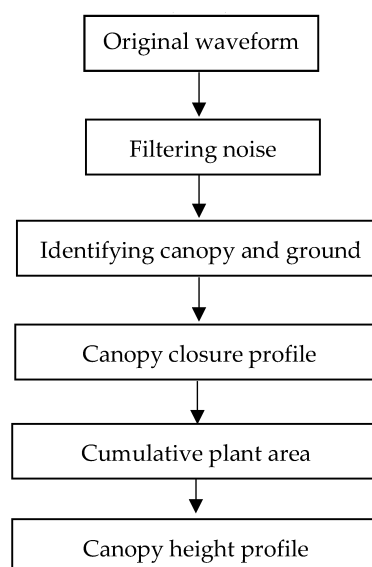 Original waveform
Filtering noise
Identifying canopy and ground
Canopy closure profile
Cumulative plant area
Canopy height profile